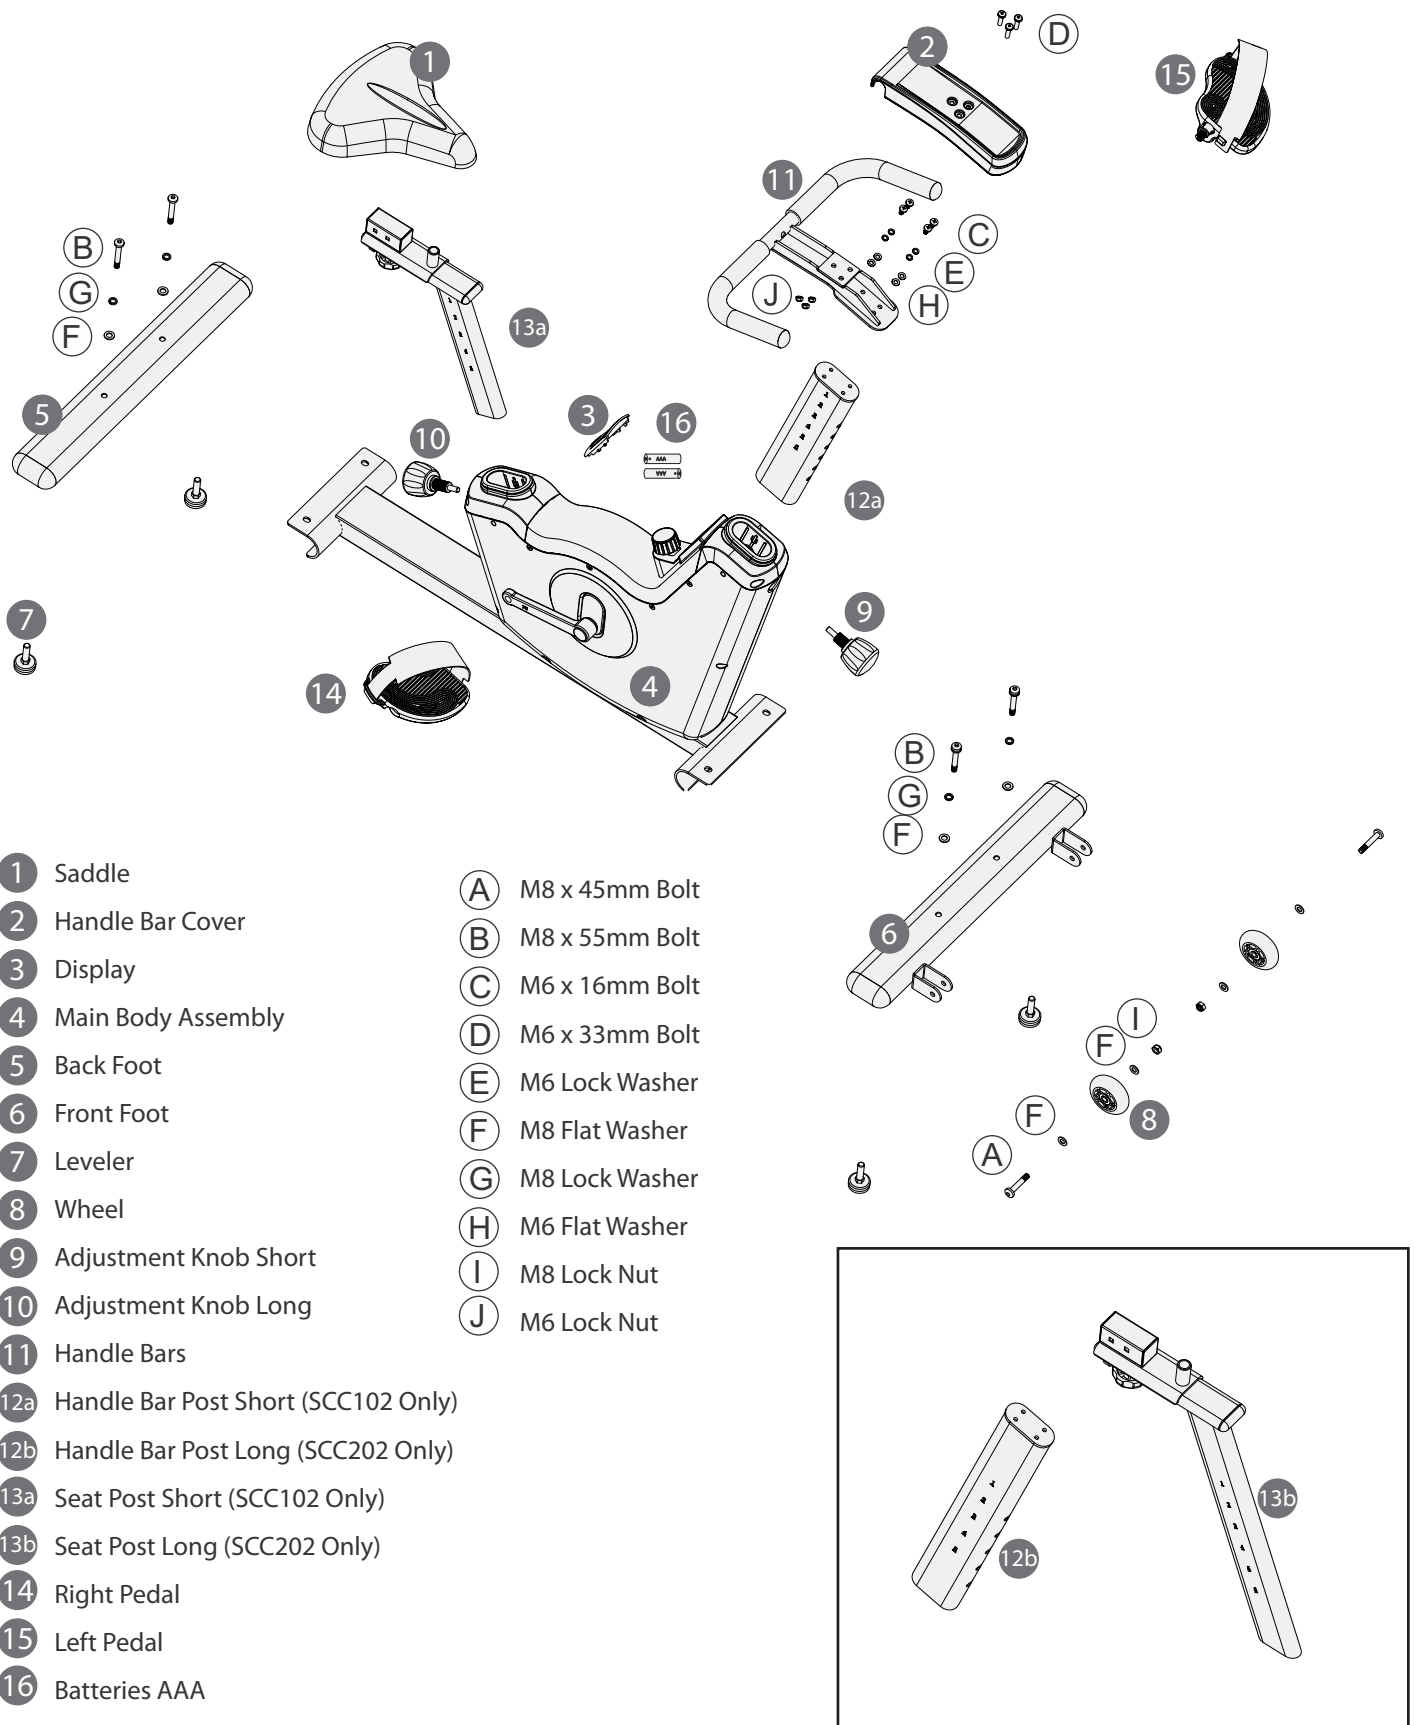 1
2
D
15
11
B
G
F
C
E
H
J
13a
5
3
16
AAA
AAA
10
12a
7
9
14
4
B
G
F
6
I
F
F
8
A
1 Saddle
2 Handle Bar Cover
3 Display
4 Main Body Assembly
5 Back Foot
6 Front Foot
7 Leveler
8 Wheel
9 Adjustment Knob Short
10 Adjustment Knob Long
11 Handle Bars
12a Handle Bar Post Short (SCC102 Only)
12b Handle Bar Post Long (SCC202 Only)
13a Seat Post Short (SCC102 Only)
13b Seat Post Long (SCC202 Only)
14 Right Pedal
15 Left Pedal
16 Batteries AAA
A M8 x 45mm Bolt
B M8 x 55mm Bolt
C M6 x 16mm Bolt
D M6 x 33mm Bolt
E M6 Lock Washer
F M8 Flat Washer
G M8 Lock Washer
H M6 Flat Washer
I M8 Lock Nut
J M6 Lock Nut
13b
12b